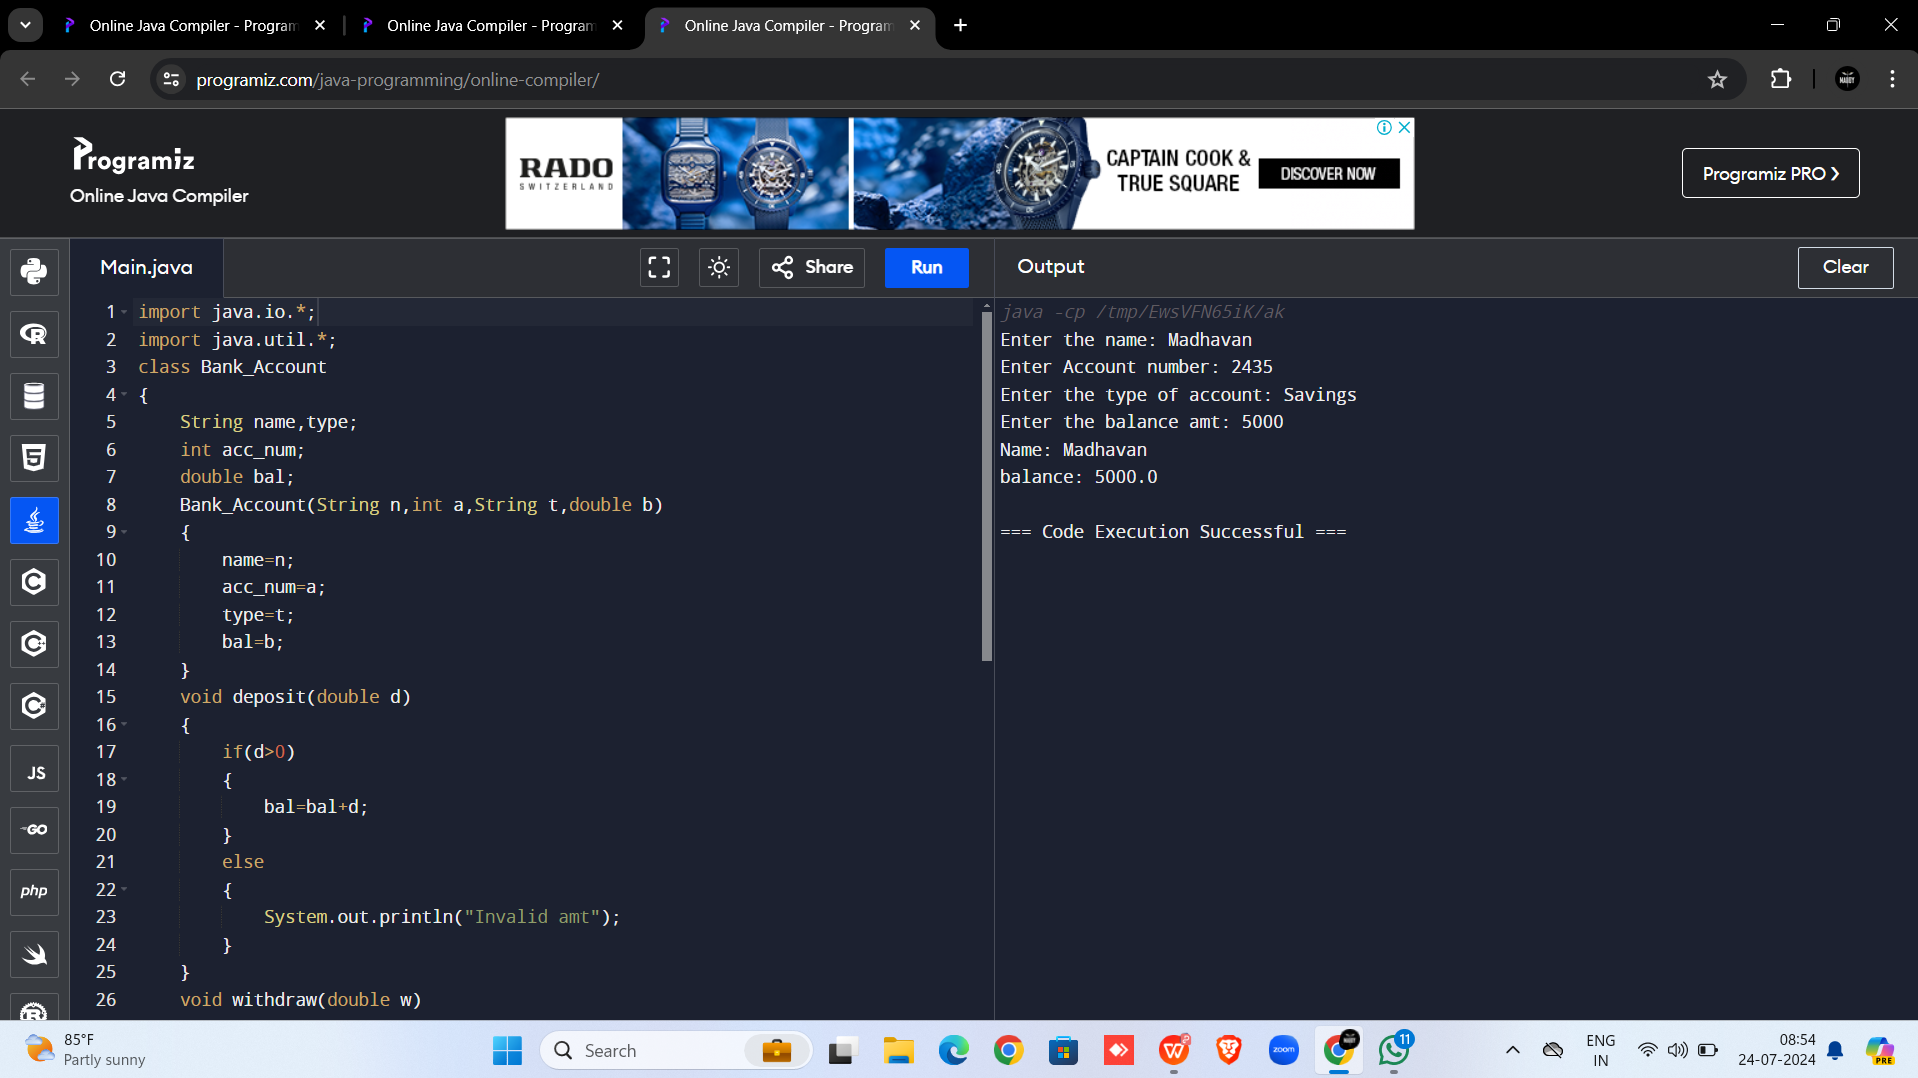 Online Java Compiler - Program
Online Java Compiler - Program
Online Java Compiler - Program
programiz.com/java-programming/online-compiler/
Programiz
Online Java Compiler
RADO
SWITZERLAND
CAPTAIN COOK &
TRUE SQUARE
DISCOVER NOW
Programiz PRO
Main.java
Share
Run
Output
Clear
1 import java.io.*;
2 import java.util.*;
3 class Bank_Account
4 {
5 String name,type;
6 int acc_num;
7 double bal;
8 Bank_Account(String n,int a,String t,double b)
9 {
10 name=n;
11 acc_num=a;
12 type=t;
13 bal=b;
14 }
15 void deposit(double d)
16 {
17 if(d>0)
18 {
19 bal=bal+d;
20 }
21 else
22 {
23 System.out.println("Invalid amt");
24 }
25 }
26 void withdraw(double w)
java -cp /tmp/EwsVFN65iK/ak
Enter the name: Madhavan
Enter Account number: 2435
Enter the type of account: Savings
Enter the balance amt: 5000
Name: Madhavan
balance: 5000.0
=== Code Execution Successful ===
JS
GO
php
85°F
Partly sunny
Search
zoom
11
ENG
IN
08:54
24-07-2024
PRE